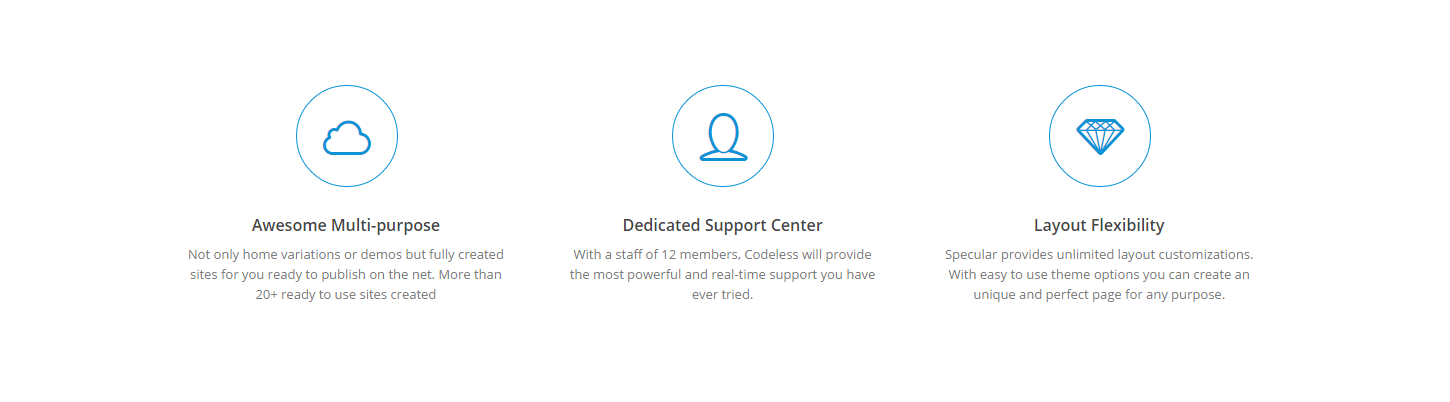 Awesome Multi-purpose
Not only home variations or demos but fully created
sites for you ready to publish on the net. More than
20+ ready to use sites created
Dedicated Support Center
With a staff of 12 members, Codeless will provide
the most powerful and real-time support you have
ever tried.
Layout Flexibility
Specular provides unlimited layout customizations.
With easy to use theme options you can create an
unique and perfect page for any purpose.